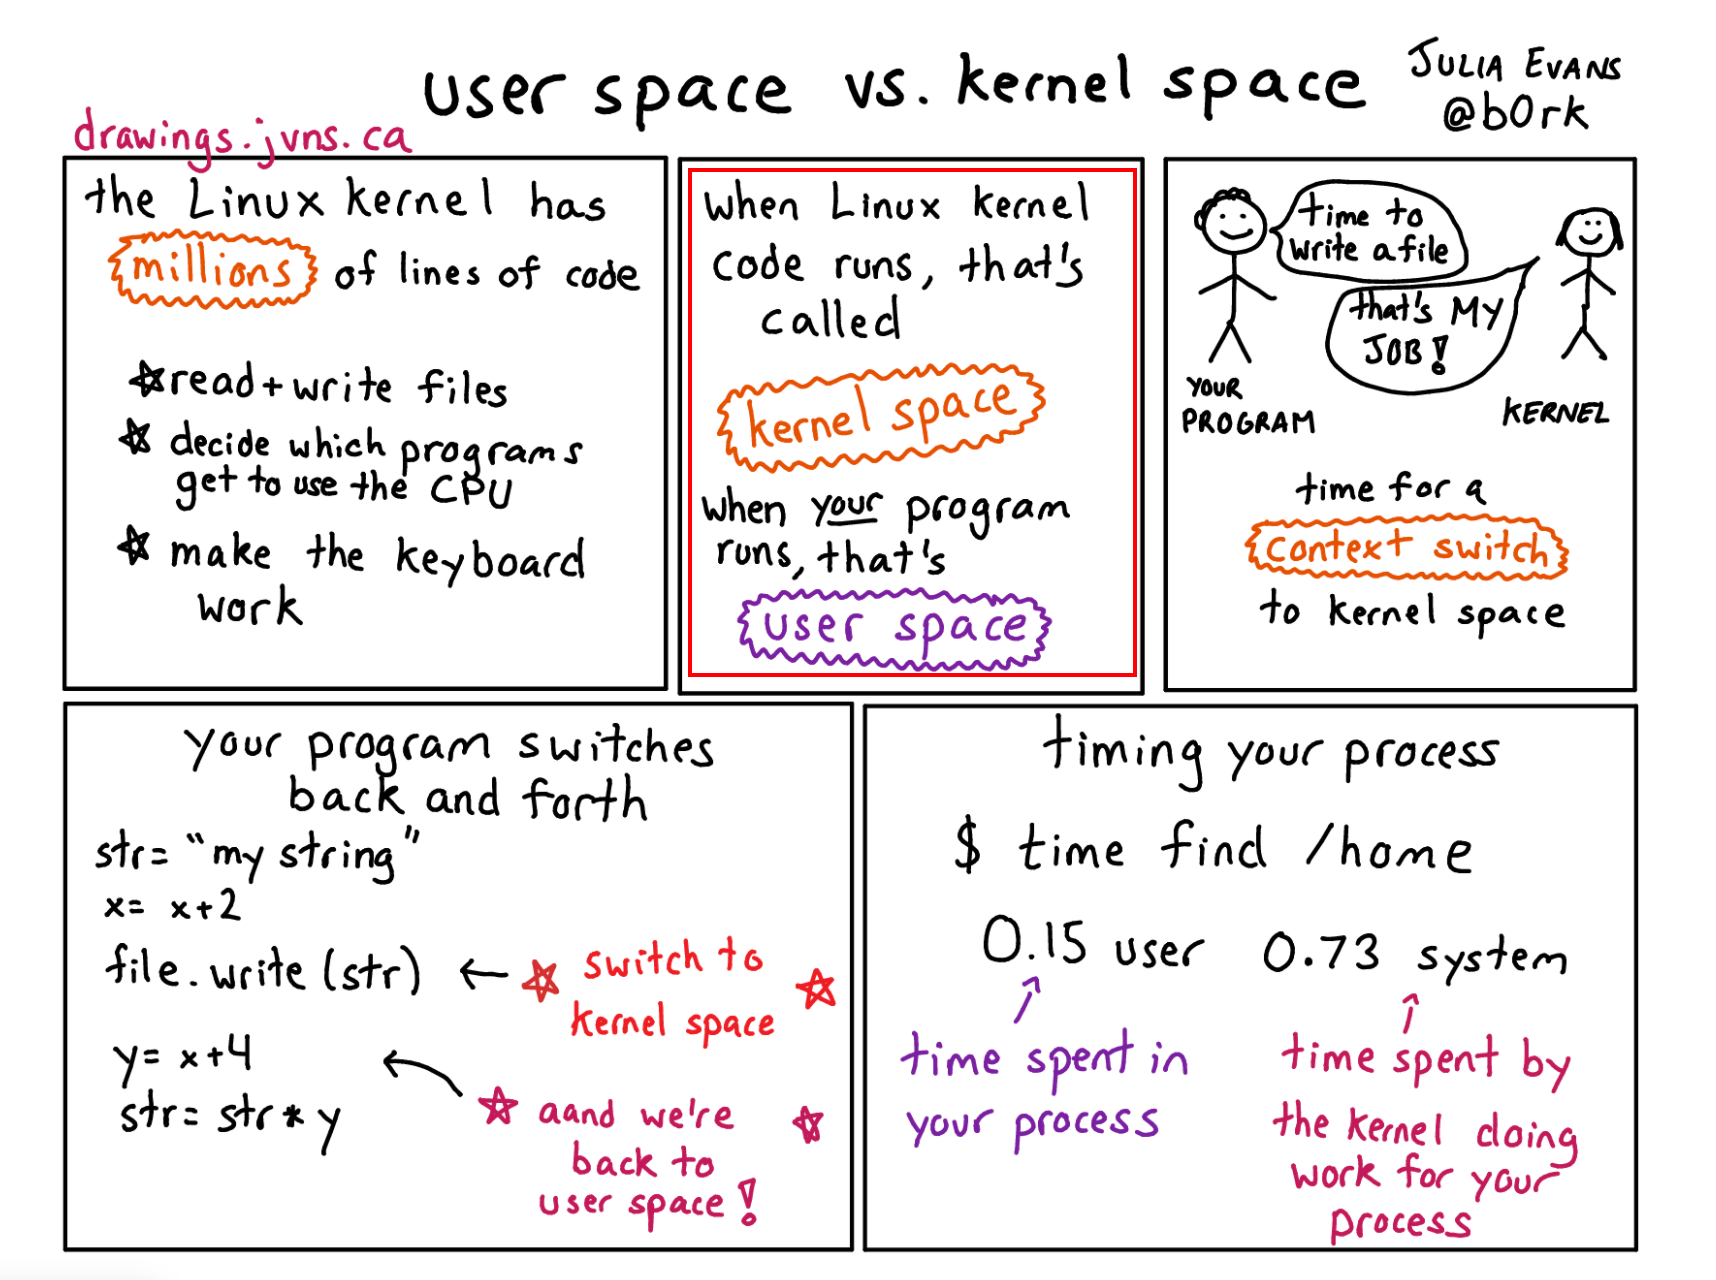 user space vs. kernel space
JULIA EVANS
@b0rk
drawings.jvns.ca
the Linux kernel has
millions of lines of code
read+write files
decide which programs
get to use the CPU
make the keyboard
work
when Linux kernel
code runs, that's
called
kernel space
when your program
runs, that's
user space
time to
write a file
that's MY
JOB!
YOUR
PROGRAM
KERNEL
time for a
context switch
to kernel space
your program switches
back and forth
str= "my string"
x= x+2
file.write(str)
switch to
kernel space
y= x+4
str= str* y
aand we're
back to
user space!
timing your process
$ time find /home
0.15 user 0.73 system
time spent in
your process
time spent by
the kernel doing
work for your
process